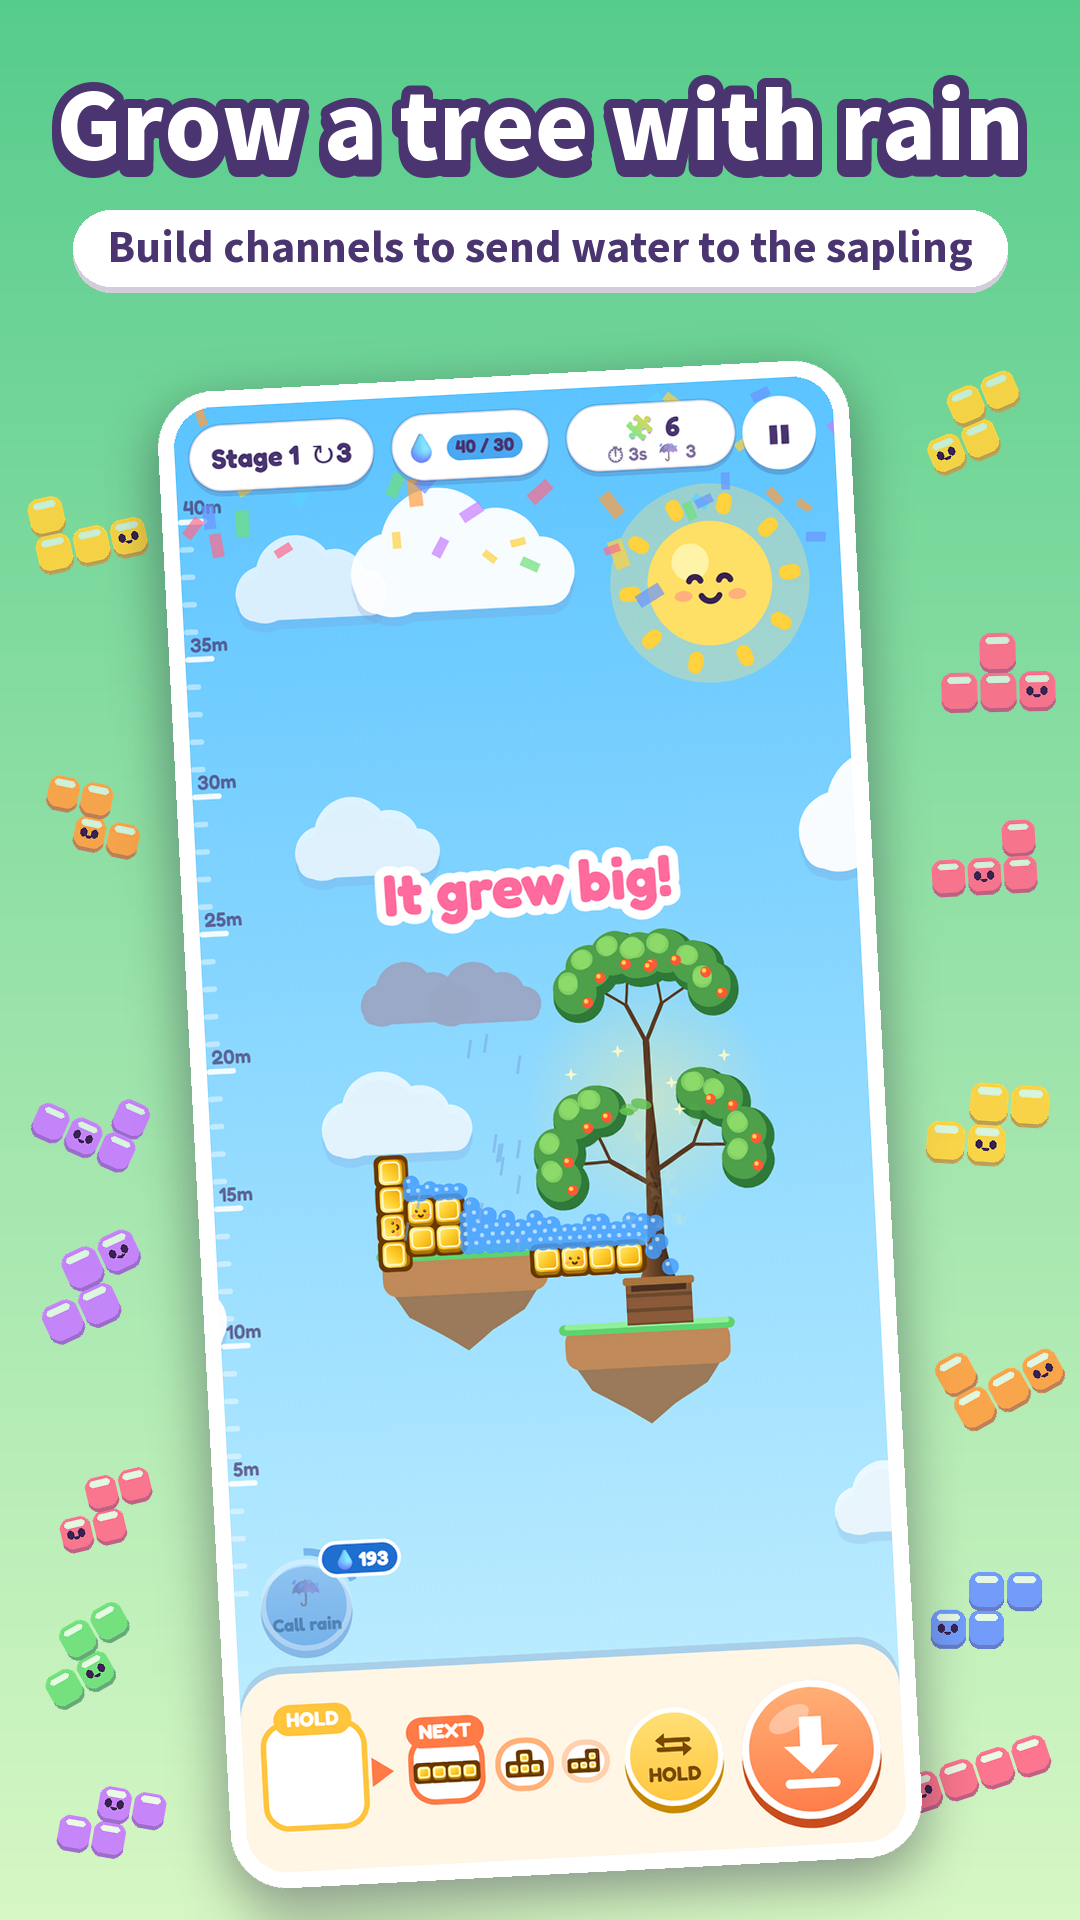 Grow a tree with rain
Build channels to send water to the sapling
Stage 1 ↻3
40 / 30
6
3s 3
40m
35m
30m
It grew big!
25m
20m
15m
10m
5m
193
Call rain
HOLD
NEXT
HOLD